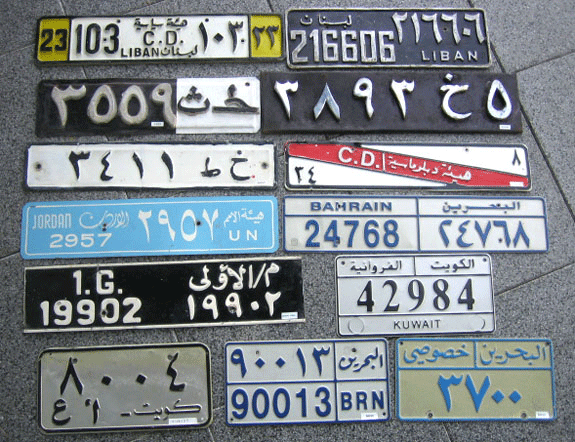 23 103 هيئة سياسية ١٠٣ ٢٣
C.D.
LIBAN لبنان
لبنان ٢١٦٦٠٦
216606 LIBAN
٣٥٥٩ خ ث
٣٨٩٣ خ ٥
٣٤١١ خ ط
C.D. هيئة دبلوماسية ٨
٢٤
JORDAN الاردن ٢٩٥٧ هيئة الامم
2957 UN
BAHRAIN البحرين
24768 ٢٤٧٦٨
1.G. م/الأولى
19902 ١٩٩٠٢
الفروانية الكويت
42984
KUWAIT
٨٠٠٤
أ ع - كويت
٩٠٠١٣ البحرين
90013 BRN
البحرين خصوصي
٣٧٠٠